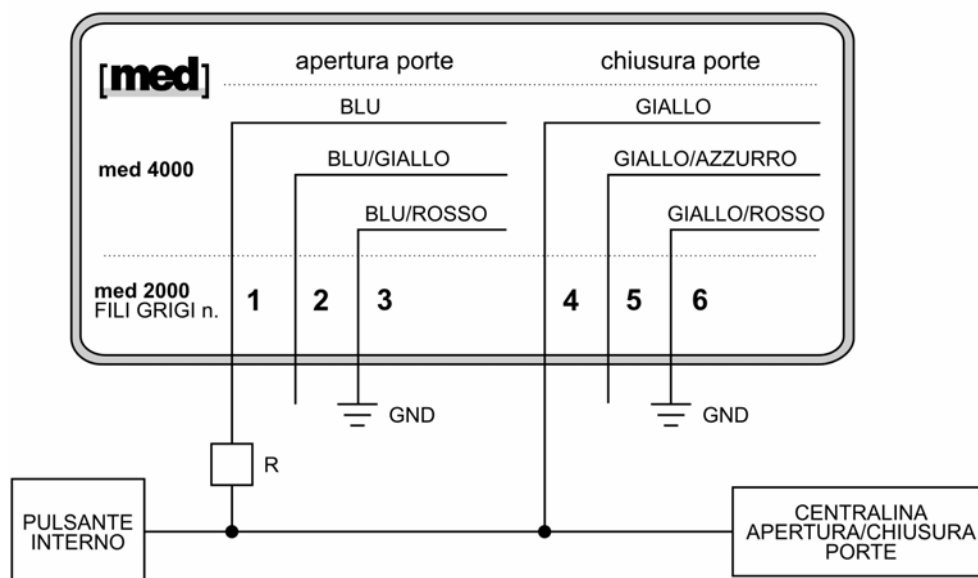 [med]
apertura porte
chiusura porte
BLU
GIALLO
med 4000
BLU/GIALLO
GIALLO/AZZURRO
BLU/ROSSO
GIALLO/ROSSO
med 2000
FILI GRIGI n.
1
2
3
4
5
6
GND
GND
R
PULSANTE
INTERNO
CENTRALINA
APERTURA/CHIUSURA
PORTE